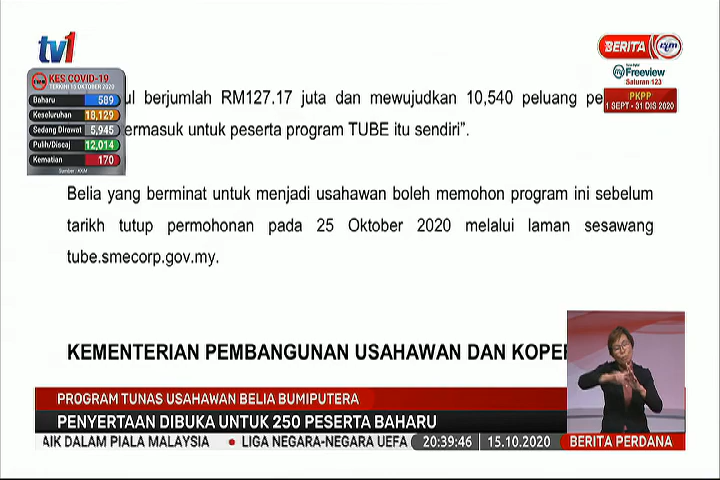 tv1
BERITA
rtm
myFreeview
Saluran 123
PKPP
1 SEPT - 31 DIS 2020
KES COVID-19
TERKINI 15 OKTOBER 2020
Baharu 589
Keseluruhan 18,129
Sedang Dirawat 5,945
Pulih/Discaj 12,014
Kematian 170
Sumber : KKM
ul berjumlah RM127.17 juta dan mewujudkan 10,540 peluang pe
ermasuk untuk peserta program TUBE itu sendiri”.
Belia yang berminat untuk menjadi usahawan boleh memohon program ini sebelum
tarikh tutup permohonan pada 25 Oktober 2020 melalui laman sesawang
tube.smecorp.gov.my.
KEMENTERIAN PEMBANGUNAN USAHAWAN DAN KOPER
PROGRAM TUNAS USAHAWAN BELIA BUMIPUTERA
PENYERTAAN DIBUKA UNTUK 250 PESERTA BAHARU
AIK DALAM PIALA MALAYSIA • LIGA NEGARA-NEGARA UEFA 20:39:46 15.10.2020 BERITA PERDANA